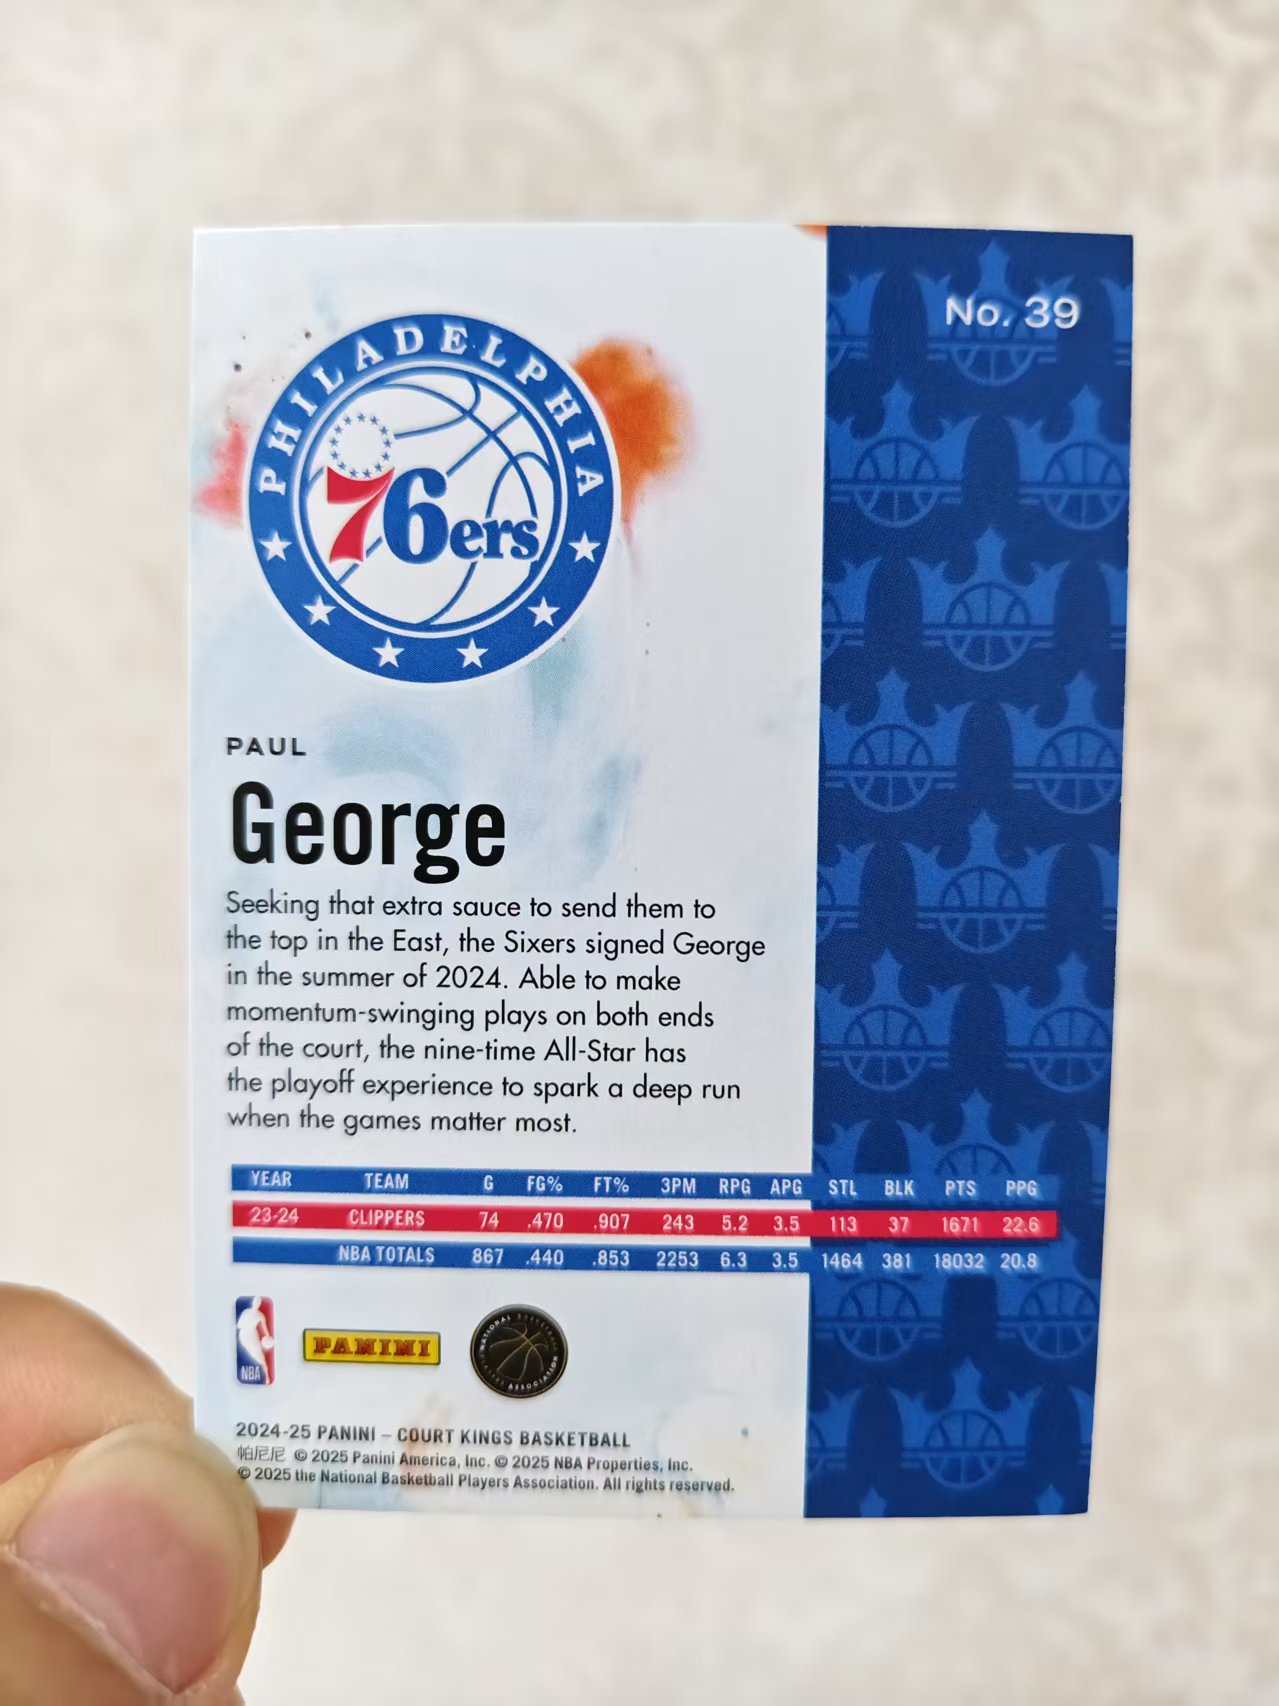 No. 39
PHILADELPHIA
76ers
PAUL
George
Seeking that extra sauce to send them to
the top in the East, the Sixers signed George
in the summer of 2024. Able to make
momentum-swinging plays on both ends
of the court, the nine-time All-Star has
the playoff experience to spark a deep run
when the games matter most.
YEAR TEAM G FG% FT% 3PM RPG APG STL BLK PTS PPG
23-24 CLIPPERS 74 .470 .907 243 5.2 3.5 113 37 1671 22.6
NBA TOTALS 867 .440 .853 2253 6.3 3.5 1464 381 18032 20.8
NBA
PANINI
NATIONAL BASKETBALL
PLAYERS ASSOCIATION
2024-25 PANINI – COURT KINGS BASKETBALL
帕尼尼 © 2025 Panini America, Inc. © 2025 NBA Properties, Inc.
© 2025 the National Basketball Players Association. All rights reserved.